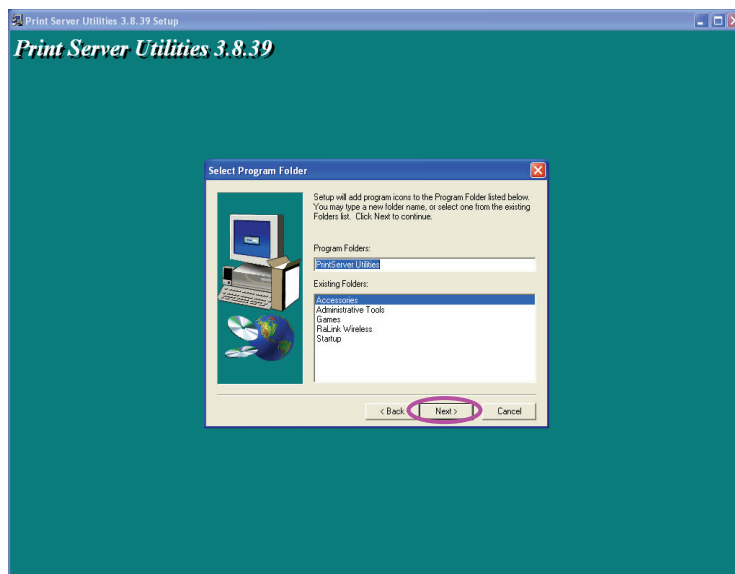 Print Server Utilities 3.8.39 Setup
Print Server Utilities 3.8.39
Select Program Folder
Setup will add program icons to the Program Folder listed below.
You may type a new folder name, or select one from the existing
Folders list. Click Next to continue.
Program Folders:
PrintServer Utilities
Existing Folders:
Accessories
Administrative Tools
Games
RaLink Wireless
Startup
< Back
Next >
Cancel